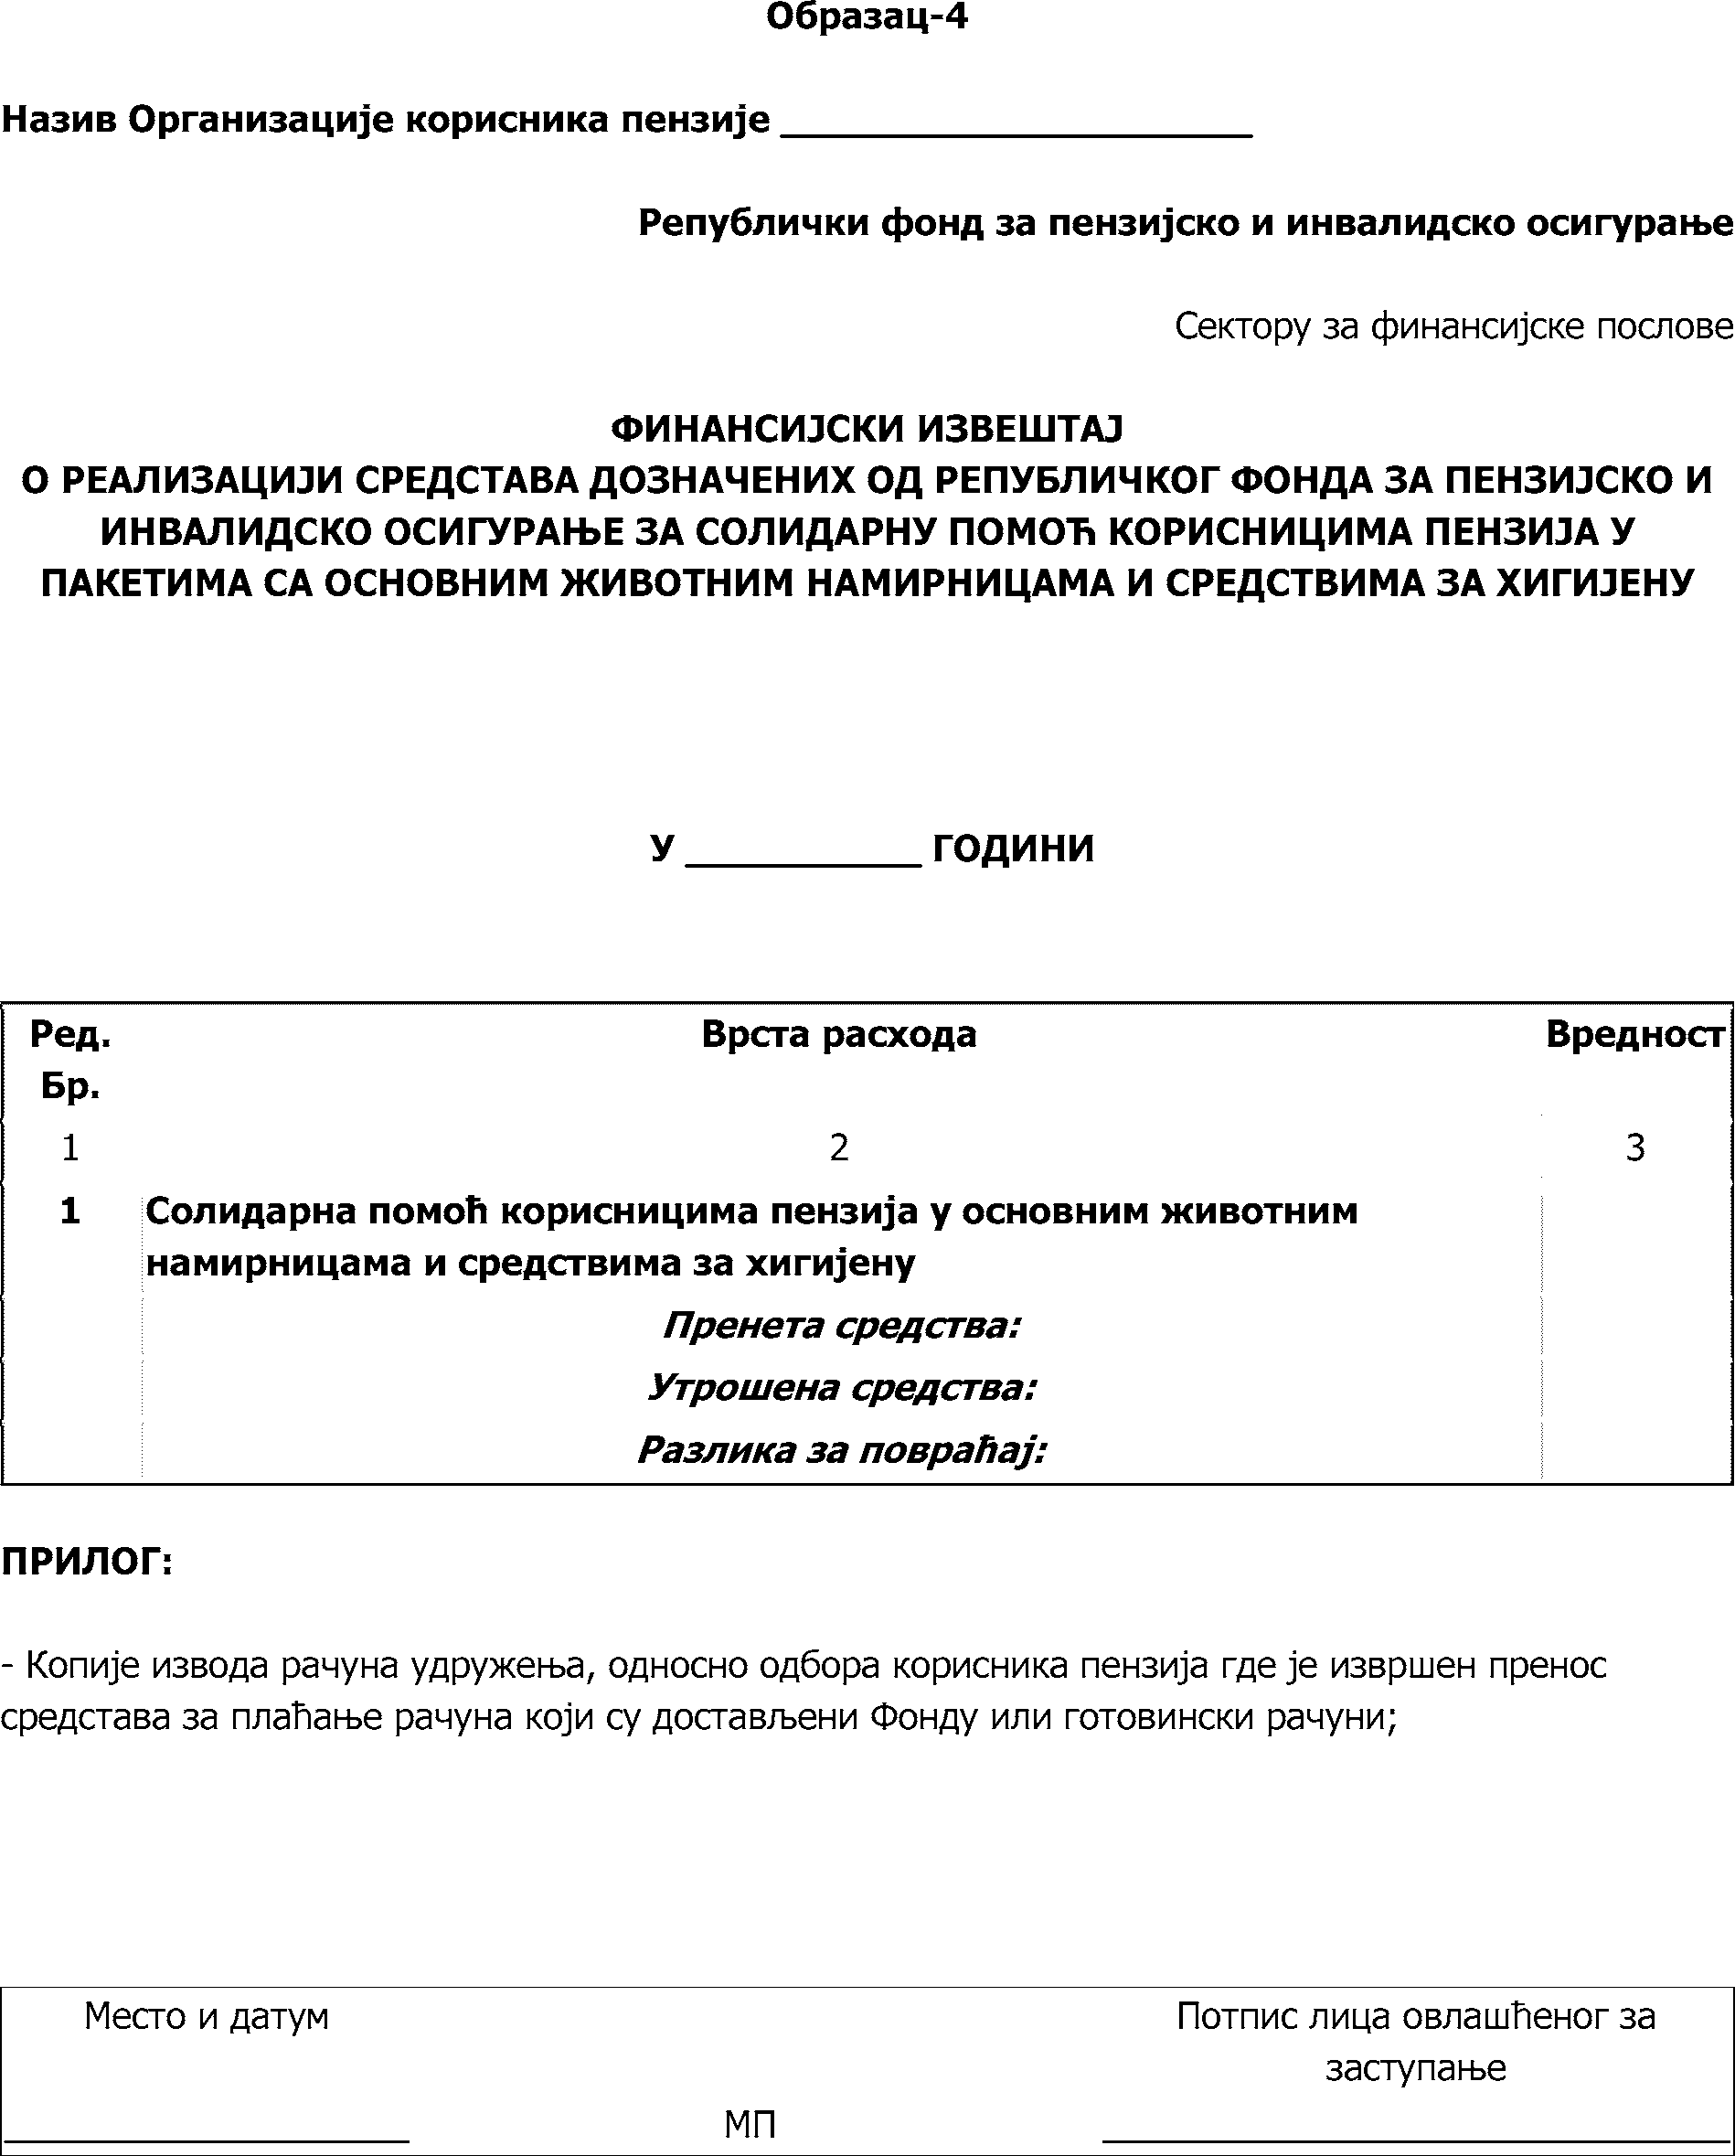 Образац-4
Назив Организације корисника пензије ____________________
Републички фонд за пензијско и инвалидско осигурање
Сектору за финансијске послове
ФИНАНСИЈСКИ ИЗВЕШТАЈ
О РЕАЛИЗАЦИЈИ СРЕДСТАВА ДОЗНАЧЕНИХ ОД РЕПУБЛИЧКОГ ФОНДА ЗА ПЕНЗИЈСКО И
ИНВАЛИДСКО ОСИГУРАЊЕ ЗА СОЛИДАРНУ ПОМОЋ КОРИСНИЦИМА ПЕНЗИЈА У
ПАКЕТИМА СА ОСНОВНИМ ЖИВОТНИМ НАМИРНИЦАМА И СРЕДСТВИМА ЗА ХИГИЈЕНУ
У __________ ГОДИНИ
Ред. Врста расхода Вредност
Бр.
1 2 3
1 Солидарна помоћ корисницима пензија у основним животним
намирницама и средствима за хигијену
Пренета средства:
Утрошена средства:
Разлика за повраћај:
ПРИЛОГ:
- Копије извода рачуна удружења, односно одбора корисника пензија где је извршен пренос
средстава за плаћање рачуна који су достављени Фонду или готовински рачуни;
Место и датум Потпис лица овлашћеног за
заступање
_________________ МП __________________________